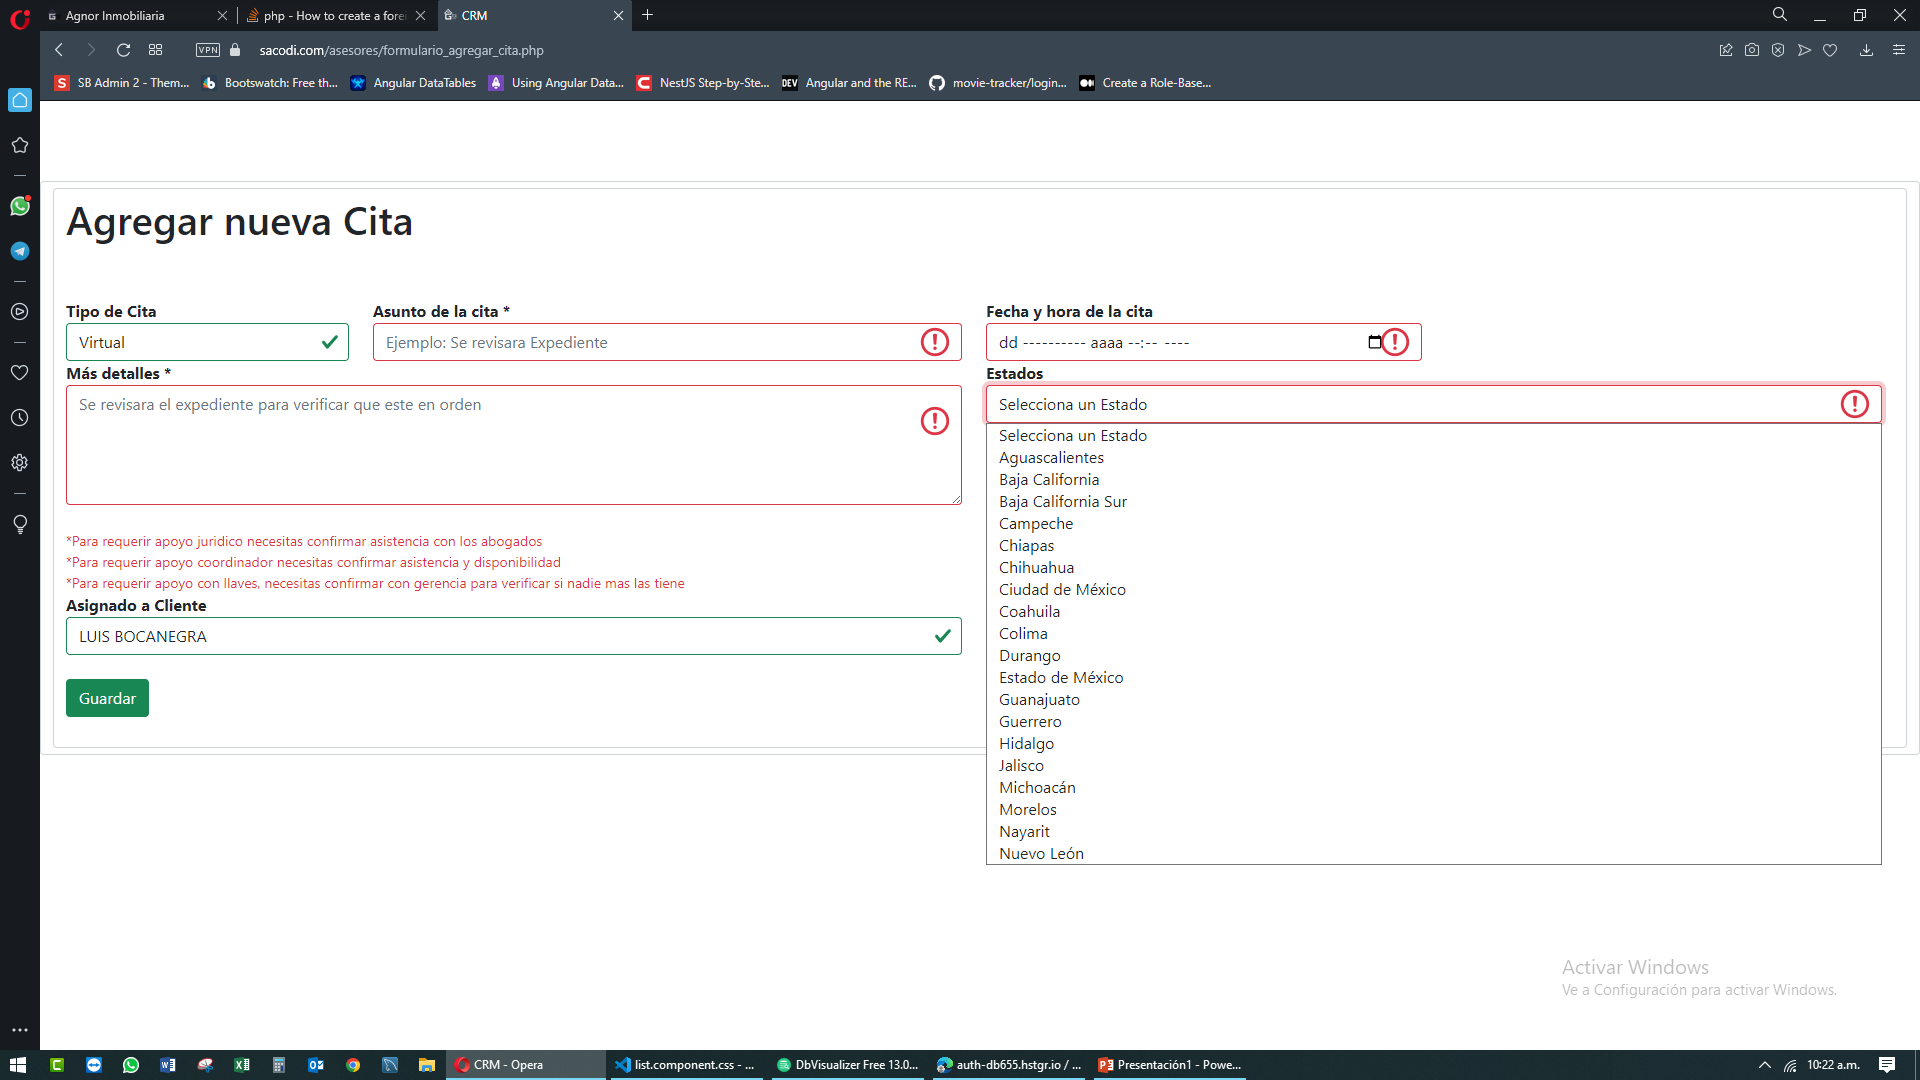 Agnor Inmobiliaria
php - How to create a fore
CRM
VPN
sacodi.com/asesores/formulario_agregar_cita.php
SB Admin 2 - Them...
Bootswatch: Free th...
Angular DataTables
Using Angular Data...
NestJS Step-by-Ste...
DEV
Angular and the RE...
movie-tracker/login...
Create a Role-Base...
Agregar nueva Cita
Tipo de Cita
Asunto de la cita *
Fecha y hora de la cita
Virtual
Ejemplo: Se revisara Expediente
dd ---------- aaaa --:-- ----
Más detalles *
Estados
Se revisara el expediente para verificar que este en orden
Selecciona un Estado
Selecciona un Estado
Aguascalientes
Baja California
Baja California Sur
Campeche
Chiapas
Chihuahua
Ciudad de México
Coahuila
Colima
Durango
Estado de México
Guanajuato
Guerrero
Hidalgo
Jalisco
Michoacán
Morelos
Nayarit
Nuevo León
*Para requerir apoyo juridico necesitas confirmar asistencia con los abogados
*Para requerir apoyo coordinador necesitas confirmar asistencia y disponibilidad
*Para requerir apoyo con llaves, necesitas confirmar con gerencia para verificar si nadie mas las tiene
Asignado a Cliente
LUIS BOCANEGRA
Guardar
Activar Windows
Ve a Configuración para activar Windows.
CRM - Opera
list.component.css - ...
DbVisualizer Free 13.0...
auth-db655.hstgr.io / ...
Presentación1 - Powe...
10:22 a.m.